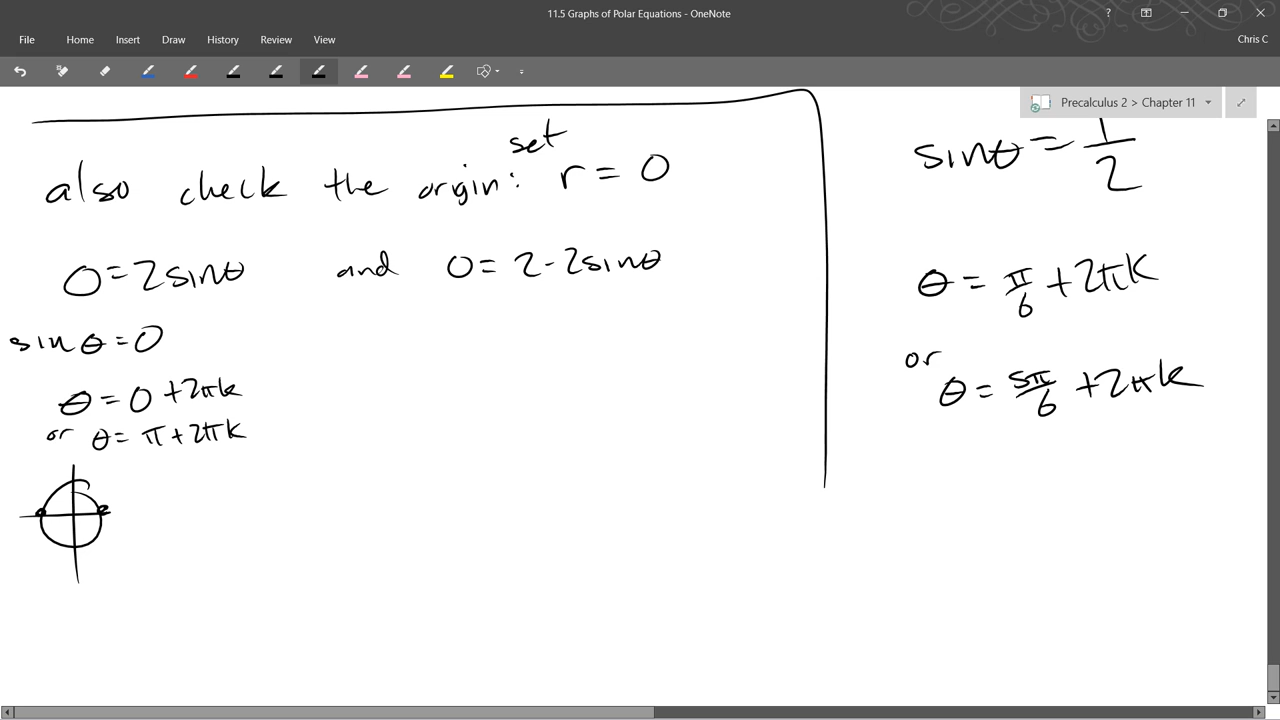 11.5 Graphs of Polar Equations - OneNote
File Home Insert Draw History Review View
Chris C
Precalculus 2 > Chapter 11
also check the origin: set r = 0
0 = 2sinθ and 0 = 2 - 2sinθ
sinθ = 0
θ = 0 + 2πk
or θ = π + 2πk
sinθ = 1/2
θ = π/6 + 2πk
or
θ = 5π/6 + 2πk